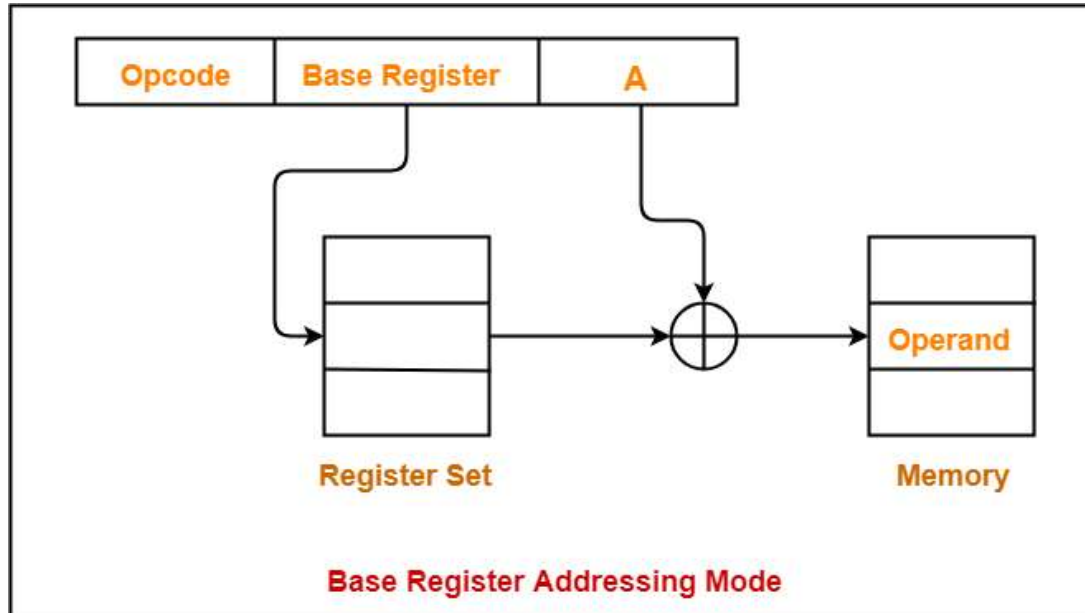 Opcode Base Register A
Operand
Register Set Memory
Base Register Addressing Mode